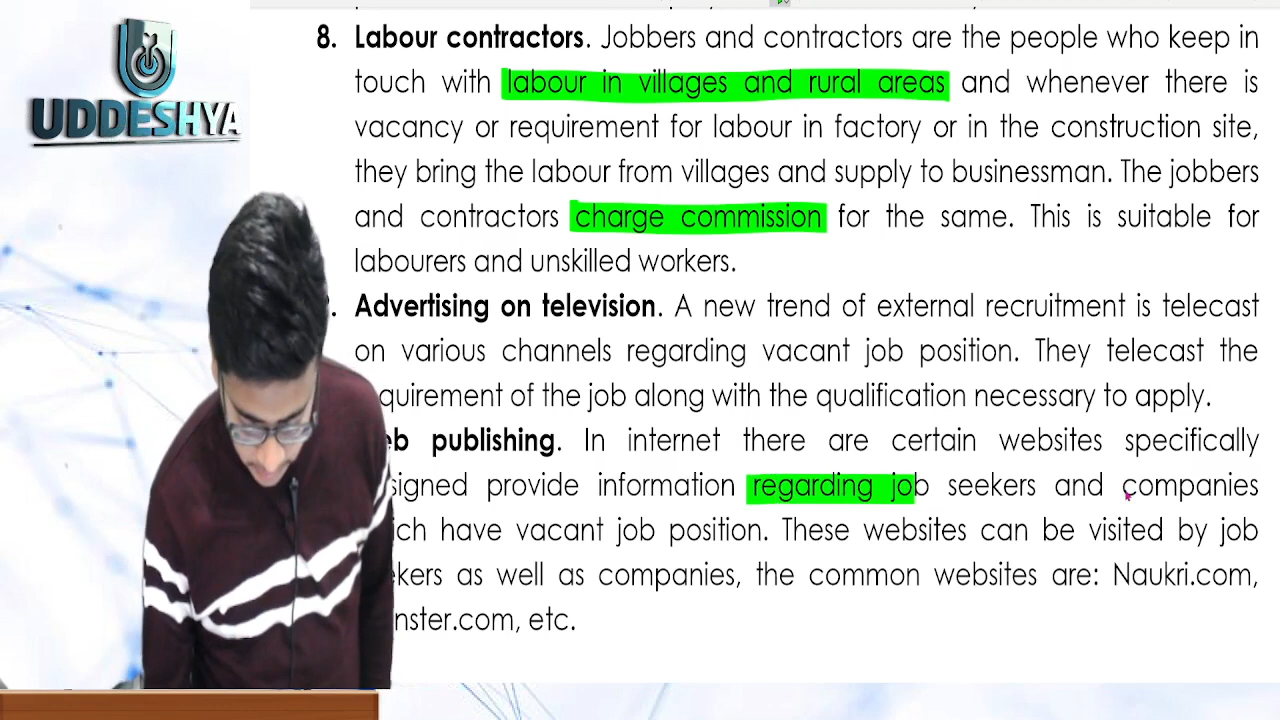 UDDESHYA
8. Labour contractors. Jobbers and contractors are the people who keep in
touch with labour in villages and rural areas and whenever there is
vacancy or requirement for labour in factory or in the construction site,
they bring the labour from villages and supply to businessman. The jobbers
and contractors charge commission for the same. This is suitable for
labourers and unskilled workers.
. Advertising on television. A new trend of external recruitment is telecast
on various channels regarding vacant job position. They telecast the
quirement of the job along with the qualification necessary to apply.
eb publishing. In internet there are certain websites specifically
signed provide information regarding job seekers and companies
ich have vacant job position. These websites can be visited by job
ekers as well as companies, the common websites are: Naukri.com,
nster.com, etc.